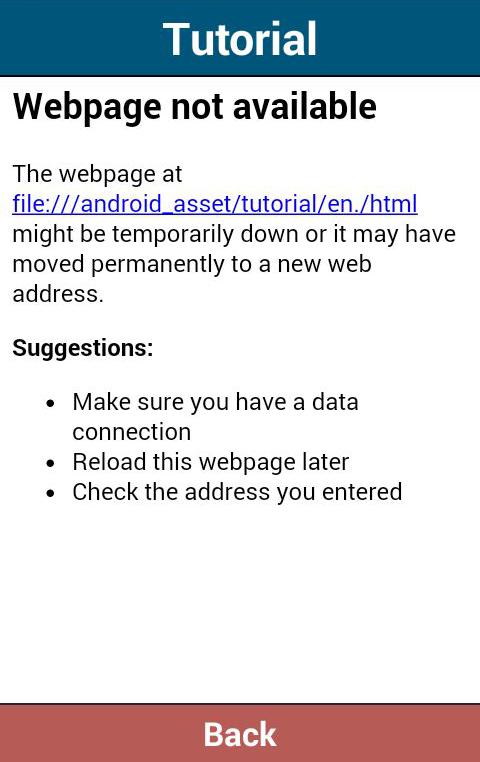 Tutorial
Webpage not available
The webpage at
file:///android_asset/tutorial/en./html
might be temporarily down or it may have
moved permanently to a new web
address.
Suggestions:
• Make sure you have a data
connection
• Reload this webpage later
• Check the address you entered
Back